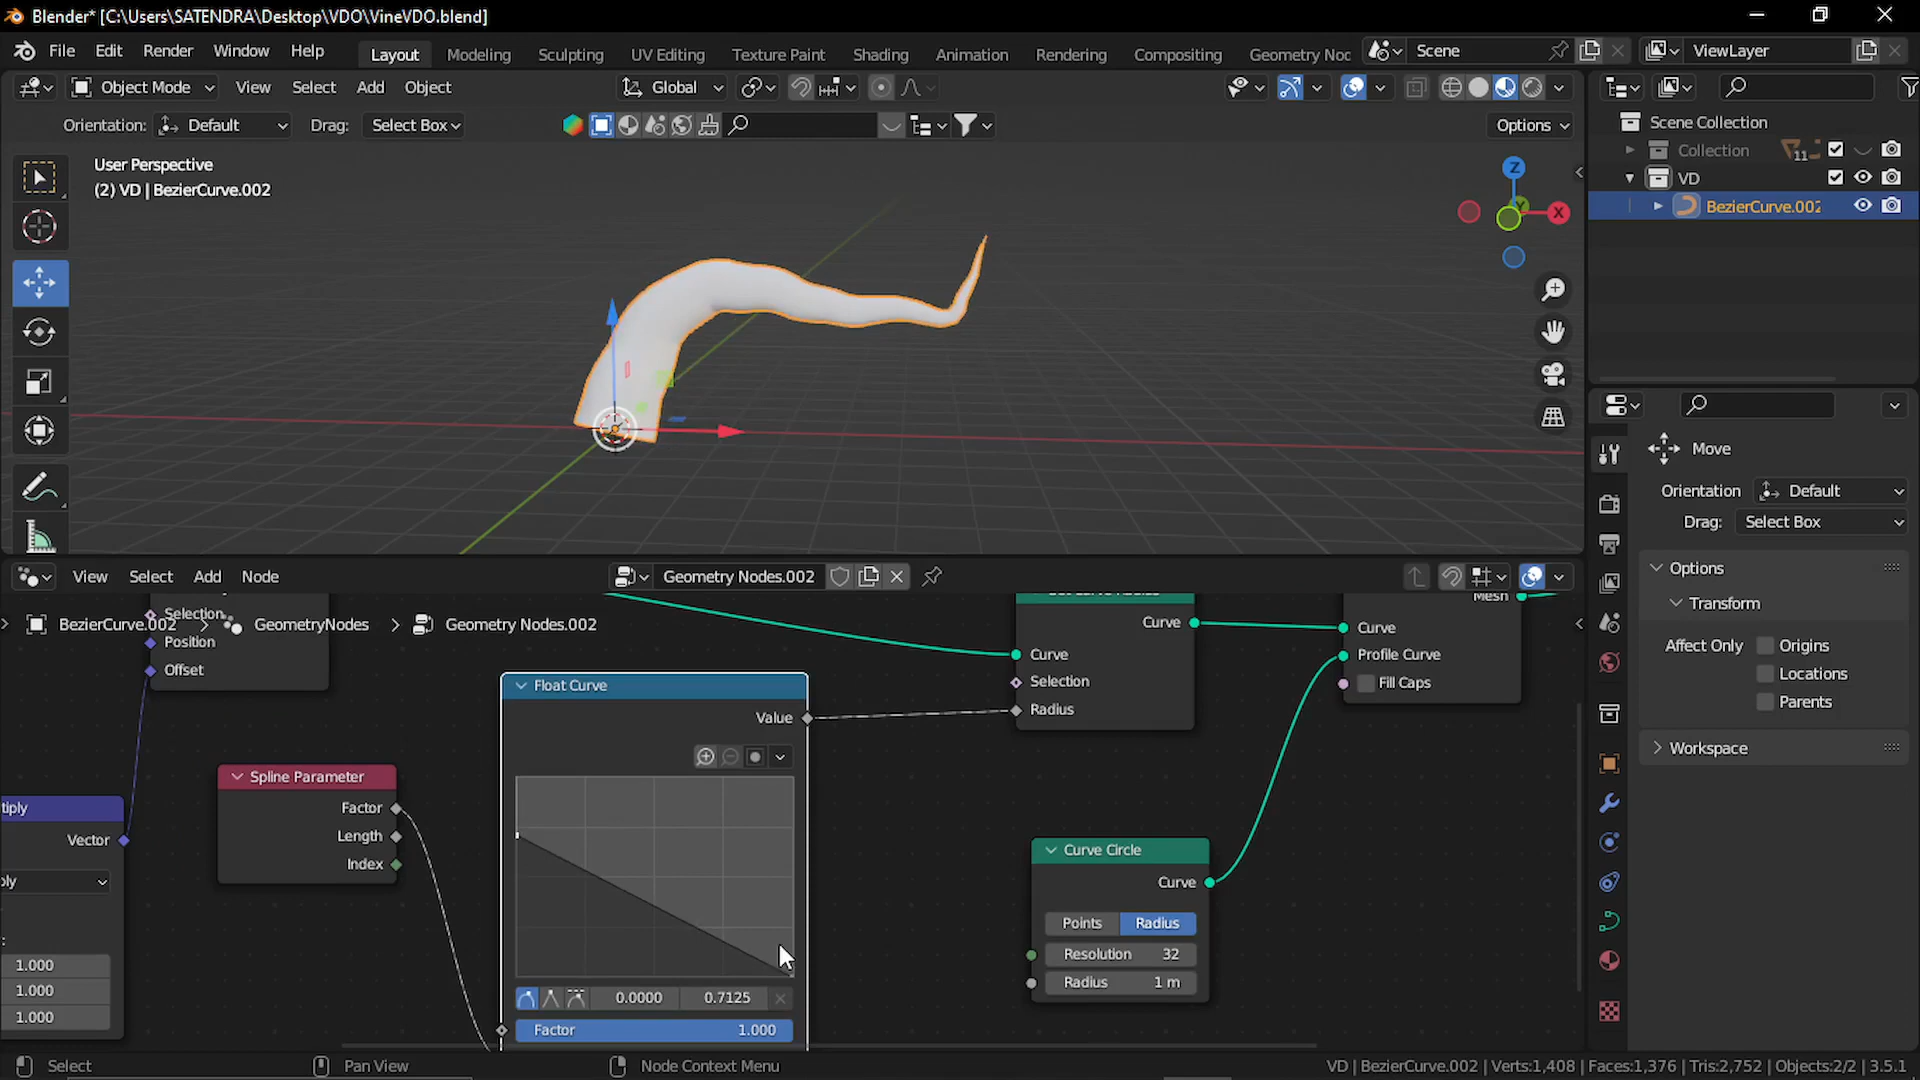 Blender* [C:\Users\SATENDRA\Desktop\VDO\VineVDO.blend]
File Edit Render Window Help Layout Modeling Sculpting UV Editing Texture Paint Shading Animation Rendering Compositing Geometry Noc Scene ViewLayer
Object Mode View Select Add Object Global
Orientation: Default Drag: Select Box Options
User Perspective
(2) VD | BezierCurve.002
Z
Y
X
Scene Collection
Collection 11
VD
BezierCurve.002
Move
Orientation Default
Drag: Select Box
Options
Transform
Affect Only Origins
Locations
Parents
Workspace
View Select Add Node Geometry Nodes.002
BezierCurve.002 > GeometryNodes > Geometry Nodes.002
Selection
Position
Offset
tiply
Vector
ply
:
1.000
1.000
1.000
Spline Parameter
Factor
Length
Index
Float Curve
Value
0.0000 0.7125
Factor 1.000
Curve
Curve
Selection
Radius
Curve Circle
Curve
Points Radius
Resolution 32
Radius 1 m
Mesh
Curve
Profile Curve
Fill Caps
Select Pan View Node Context Menu VD | BezierCurve.002 | Verts:1,408 | Faces:1,376 | Tris:2,752 | Objects:2/2 | 3.5.1